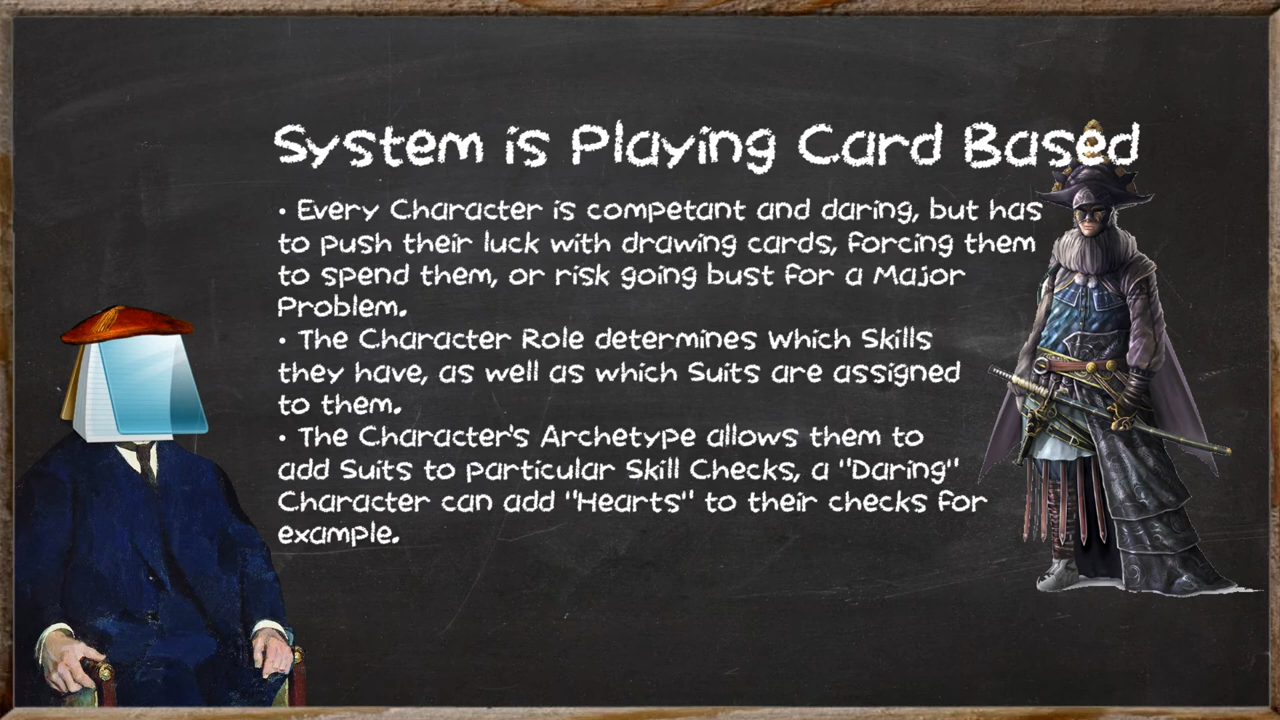 System is Playing Card Based
• Every Character is competant and daring, but has
to push their luck with drawing cards, forcing them
to spend them, or risk going bust for a Major
Problem.
• The Character Role determines which Skills
they have, as well as which Suits are assigned
to them.
• The Character's Archetype allows them to
add Suits to particular Skill Checks, a "Daring"
Character can add "Hearts" to their checks for
example.